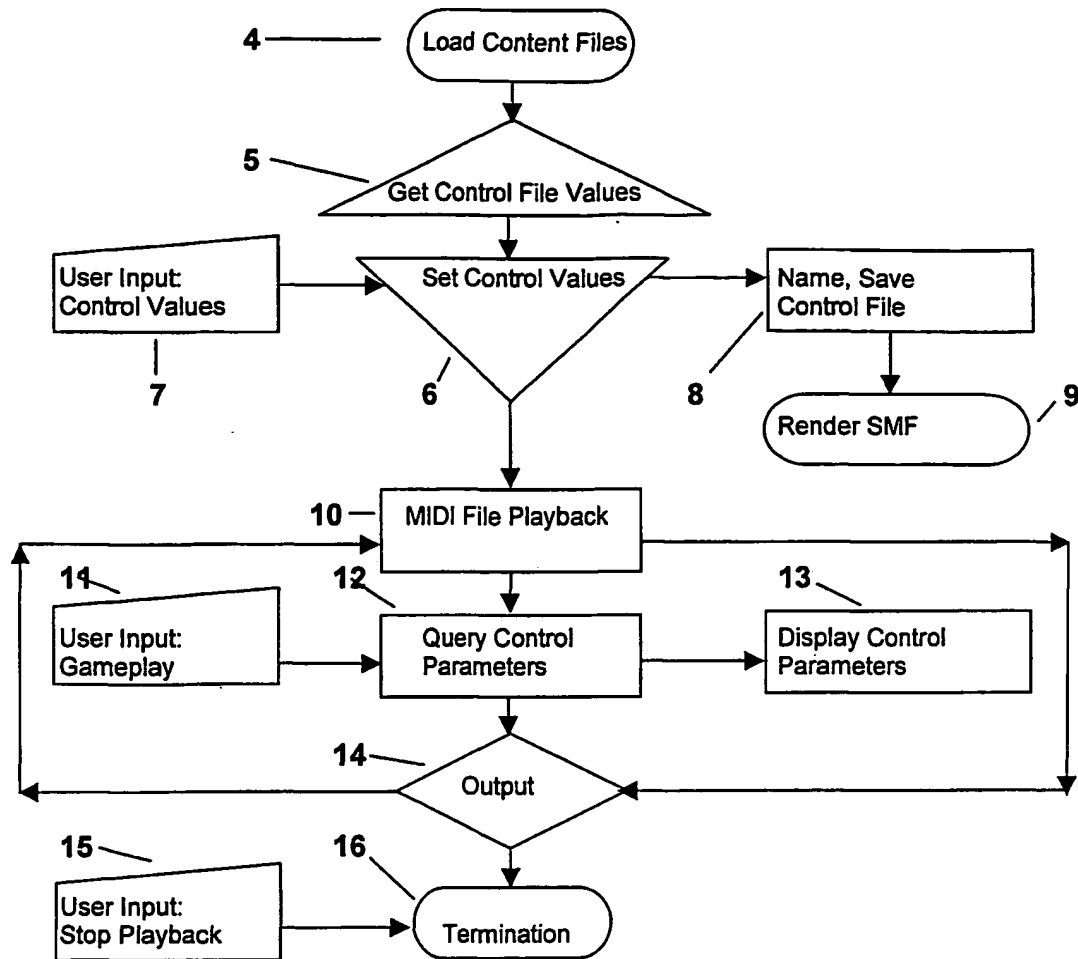 4
Load Content Files
5
Get Control File Values
User Input:
Control Values
Set Control Values
Name, Save
Control File
7
6
8
9
Render SMF
10
MIDI File Playback
11
12
13
User Input:
Gameplay
Query Control
Parameters
Display Control
Parameters
14
Output
15
16
User Input:
Stop Playback
Termination